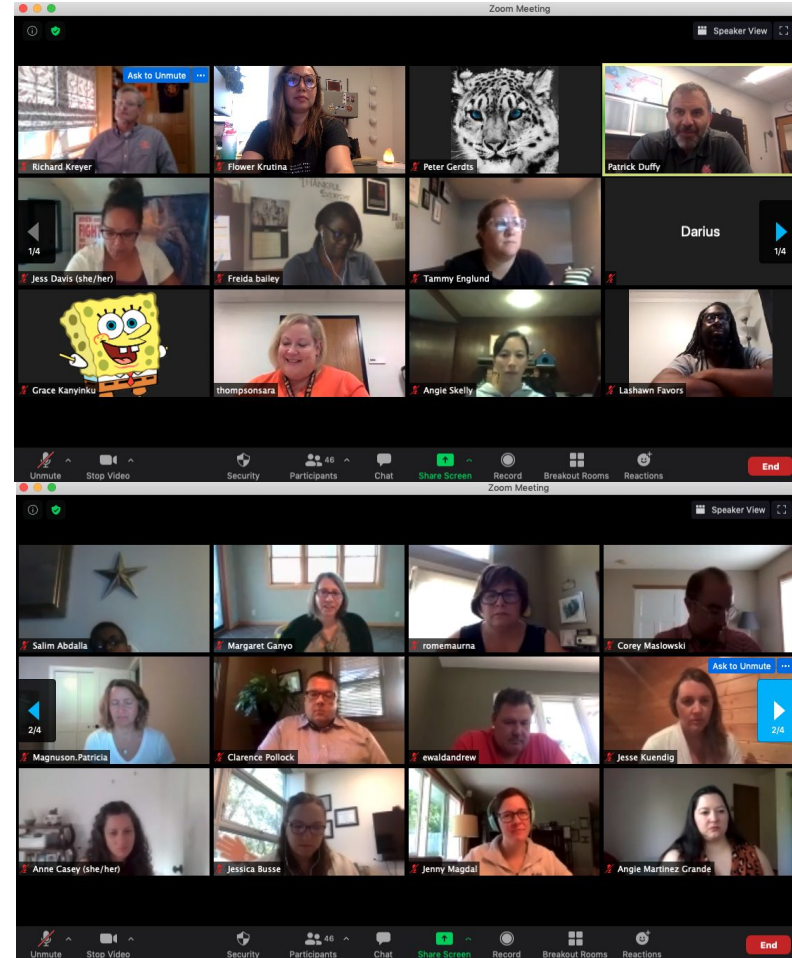 Zoom Meeting
Speaker View
Ask to Unmute ...
Richard Kreyer
Flower Krutina
Peter Gerdts
Patrick Duffy
THANKFUL
FIGHT
1/4
Darius
1/4
Jess Davis (she/her)
Freida bailey
Tammy Englund
Grace Kanyinku
thompsonsara
Angie Skelly
Lashawn Favors
Unmute
Stop Video
Security
46
Participants
Chat
Share Screen
Record
Breakout Rooms
Reactions
End
Zoom Meeting
Speaker View
Salim Abdalla
Margaret Ganyo
romemaurna
Corey Maslowski
Ask to Unmute ...
2/4
2/4
Magnuson.Patricia
Clarence Pollock
ewaldandrew
Jesse Kuendig
Anne Casey (she/her)
Jessica Busse
Jenny Magdal
Angie Martinez Grande
Unmute
Stop Video
Security
46
Participants
Chat
Share Screen
Record
Breakout Rooms
Reactions
End